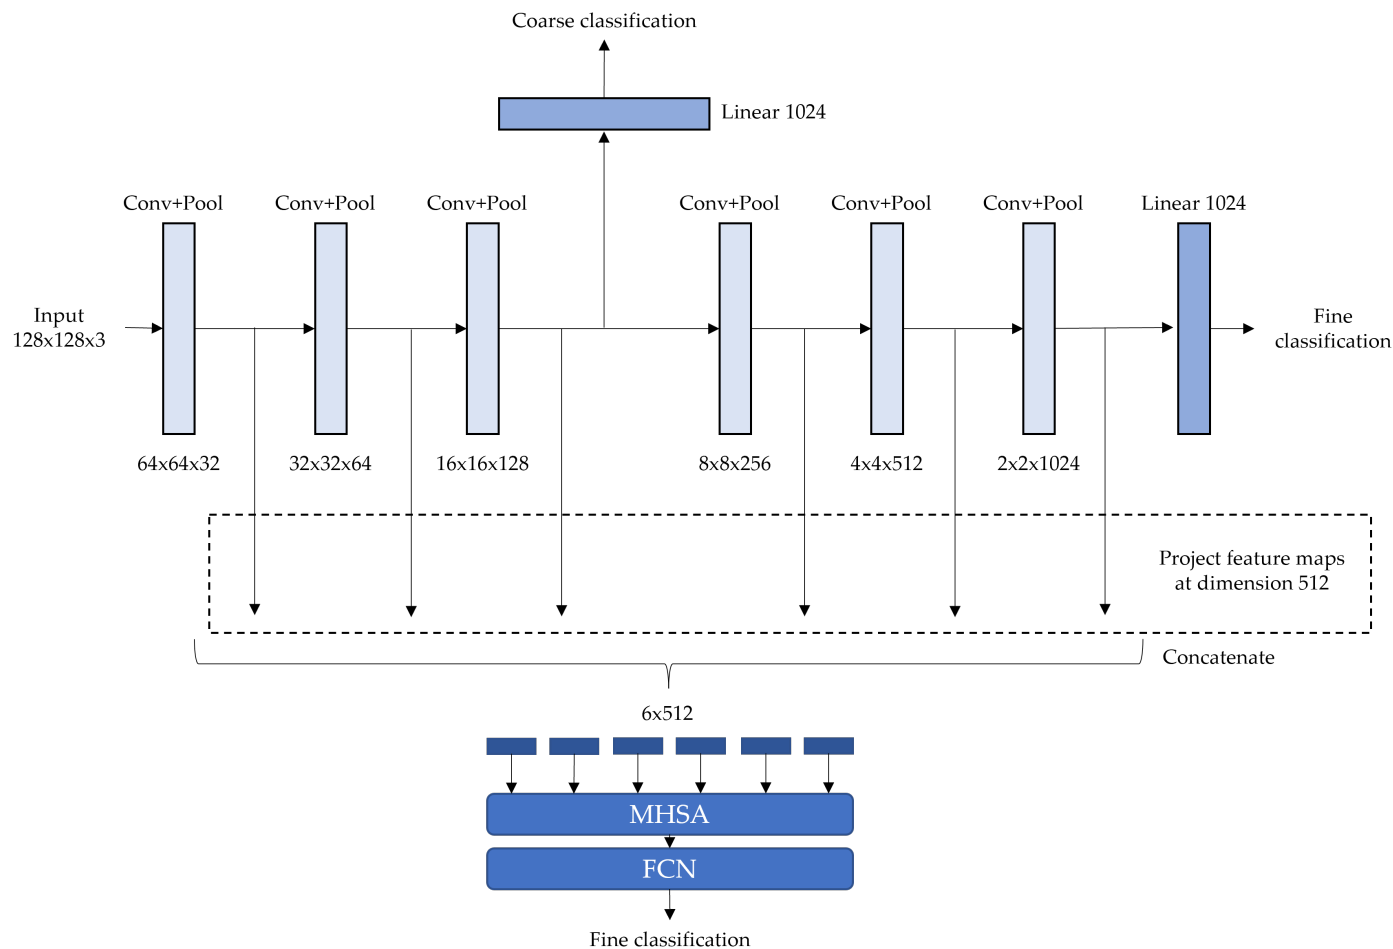 Coarse classification
Linear 1024
Conv+Pool
Conv+Pool
Conv+Pool
Conv+Pool
Conv+Pool
Conv+Pool
Linear 1024
Input
128x128x3
Fine
classification
64x64x32
32x32x64
16x16x128
8x8x256
4x4x512
2x2x1024
Project feature maps
at dimension 512
Concatenate
6x512
MHSA
FCN
Fine classification